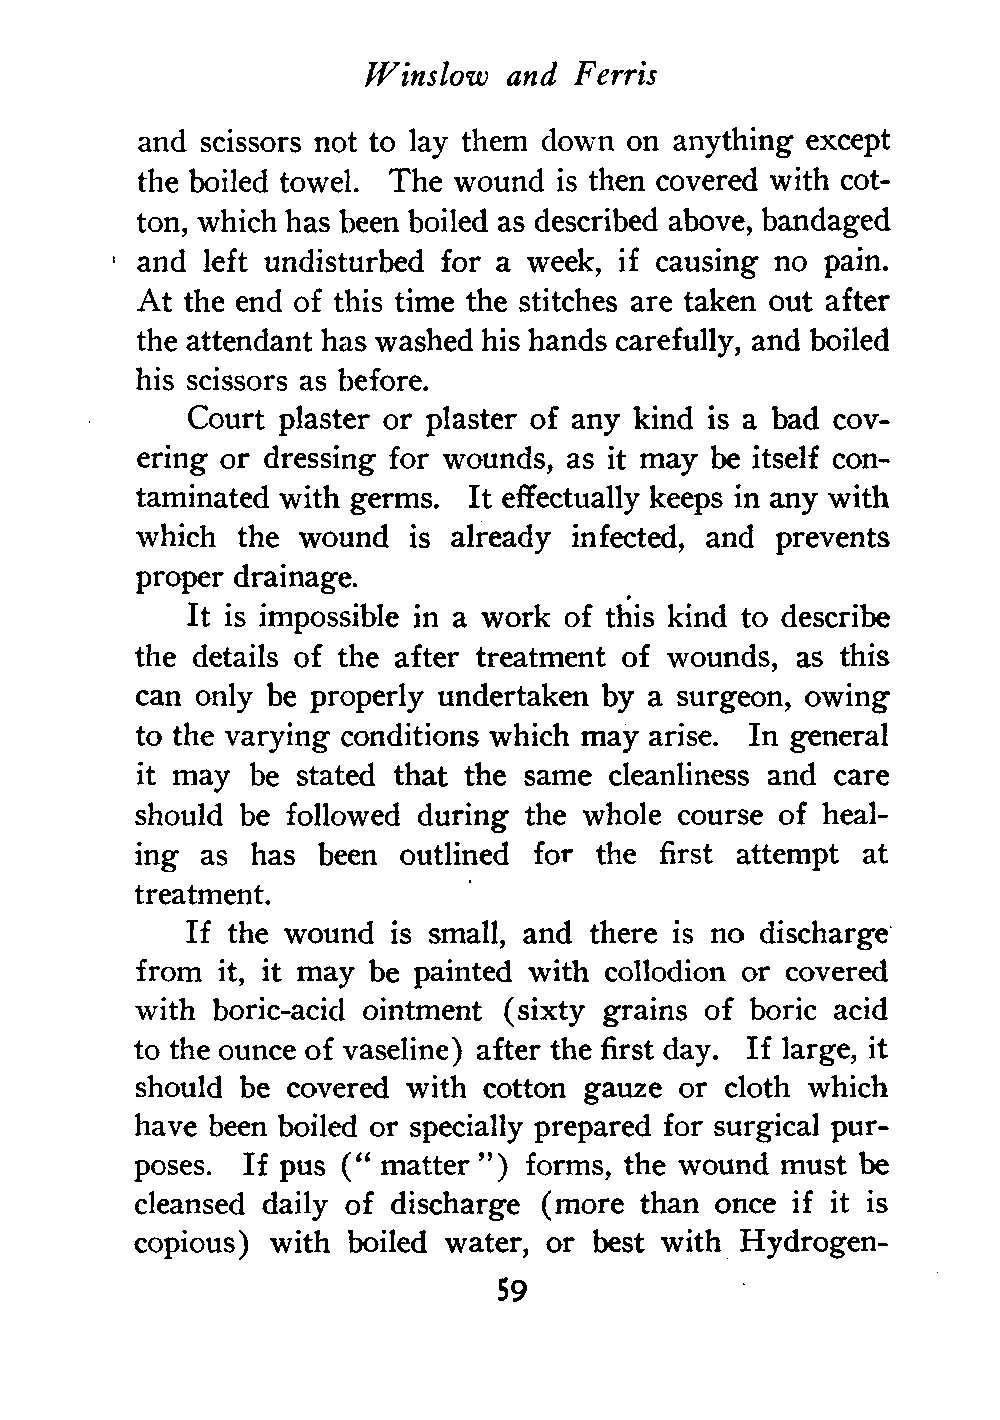 Winslow and Ferris
and scissors not to lay them down on anything except
the boiled towel. The wound is then covered with cot-
ton, which has been boiled as described above, bandaged
and left undisturbed for a week, if causing no pain.
At the end of this time the stitches are taken out after
the attendant has washed his hands carefully, and boiled
his scissors as before.
Court plaster or plaster of any kind is a bad cov-
ering or dressing for wounds, as it may be itself con-
taminated with germs. It effectually keeps in any with
which the wound is already infected, and prevents
proper drainage.
It is impossible in a work of this kind to describe
the details of the after treatment of wounds, as this
can only be properly undertaken by a surgeon, owing
to the varying conditions which may arise. In general
it may be stated that the same cleanliness and care
should be followed during the whole course of heal-
ing as has been outlined for the first attempt at
treatment.
If the wound is small, and there is no discharge
from it, it may be painted with collodion or covered
with boric-acid ointment (sixty grains of boric acid
to the ounce of vaseline) after the first day. If large, it
should be covered with cotton gauze or cloth which
have been boiled or specially prepared for surgical pur-
poses. If pus (“ matter ”) forms, the wound must be
cleansed daily of discharge (more than once if it is
copious) with boiled water, or best with Hydrogen-
59